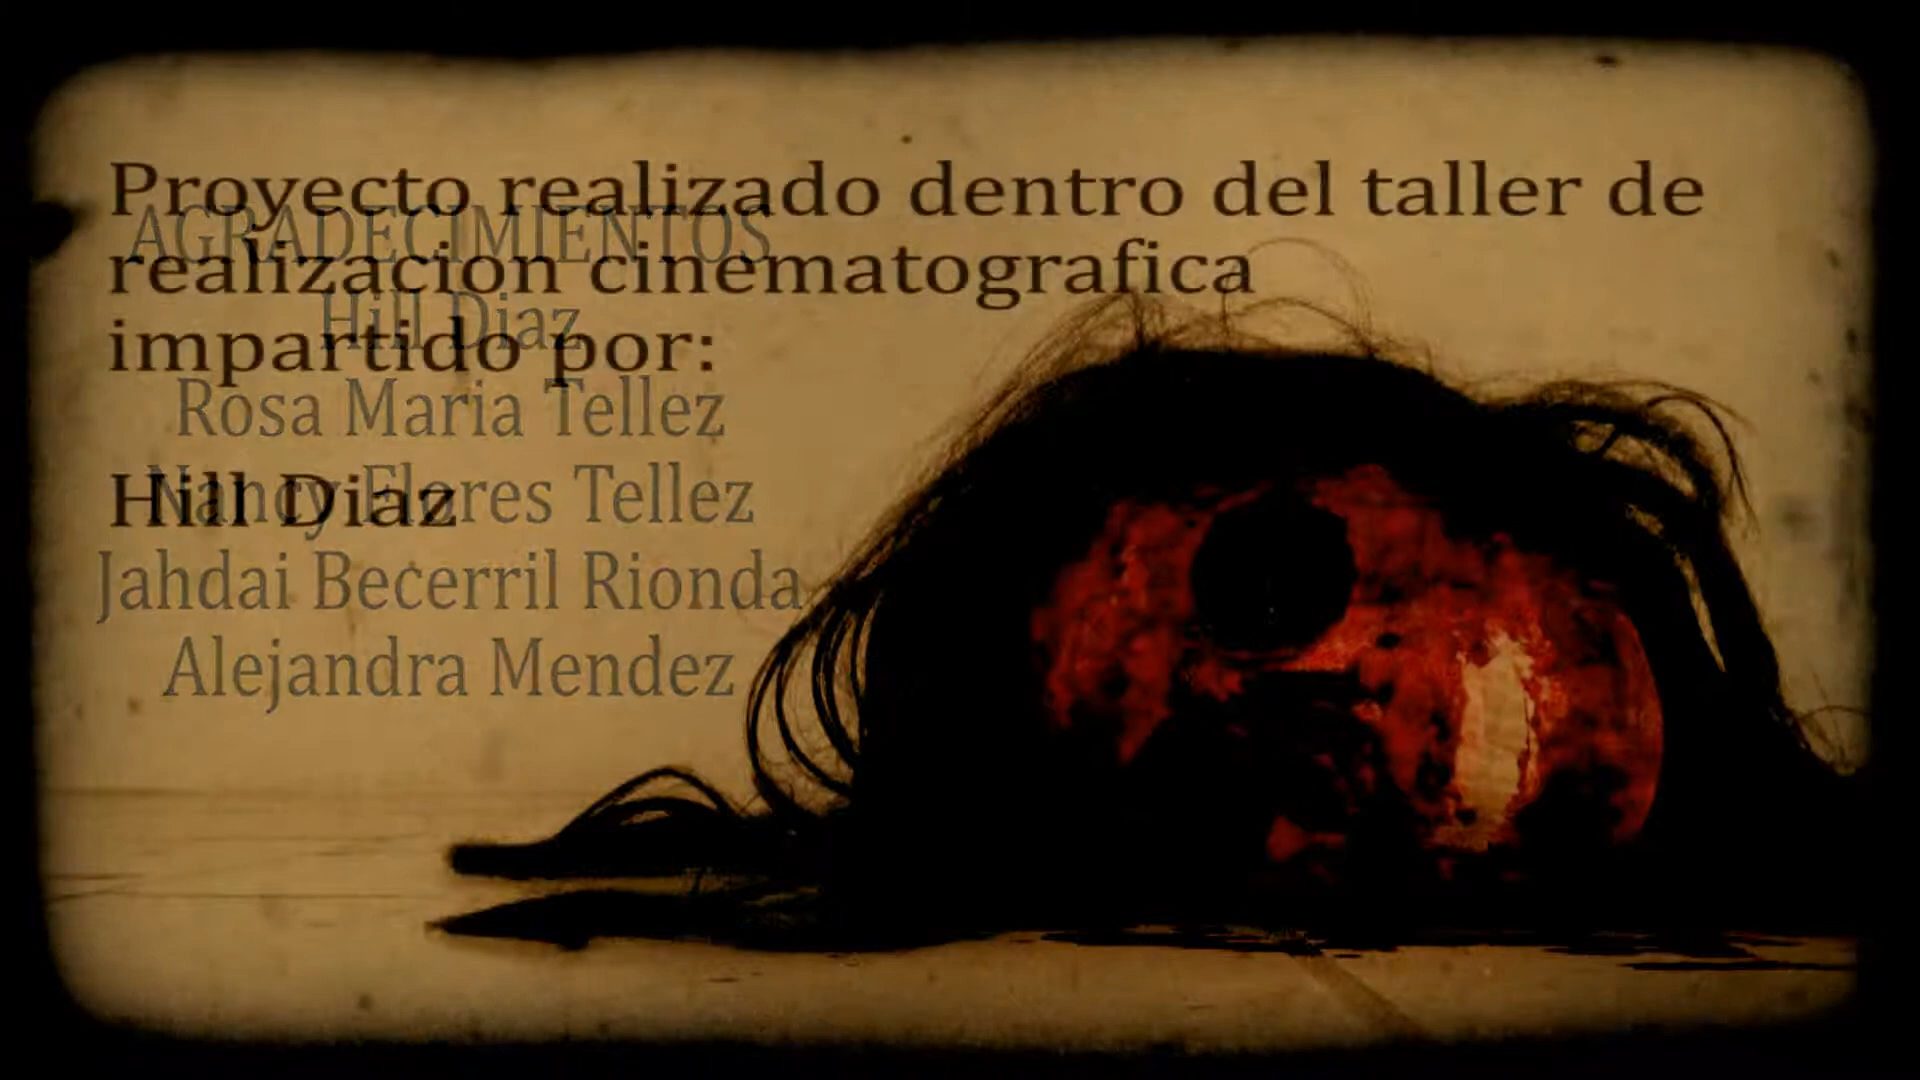 Proyecto realizado dentro del taller de
realizacion cinematografica
impartido por:
Hill Diaz
AGRADECIMIENTOS
Hill Diaz
Rosa Maria Tellez
Nancy Flores Tellez
Jahdai Becerril Rionda
Alejandra Mendez